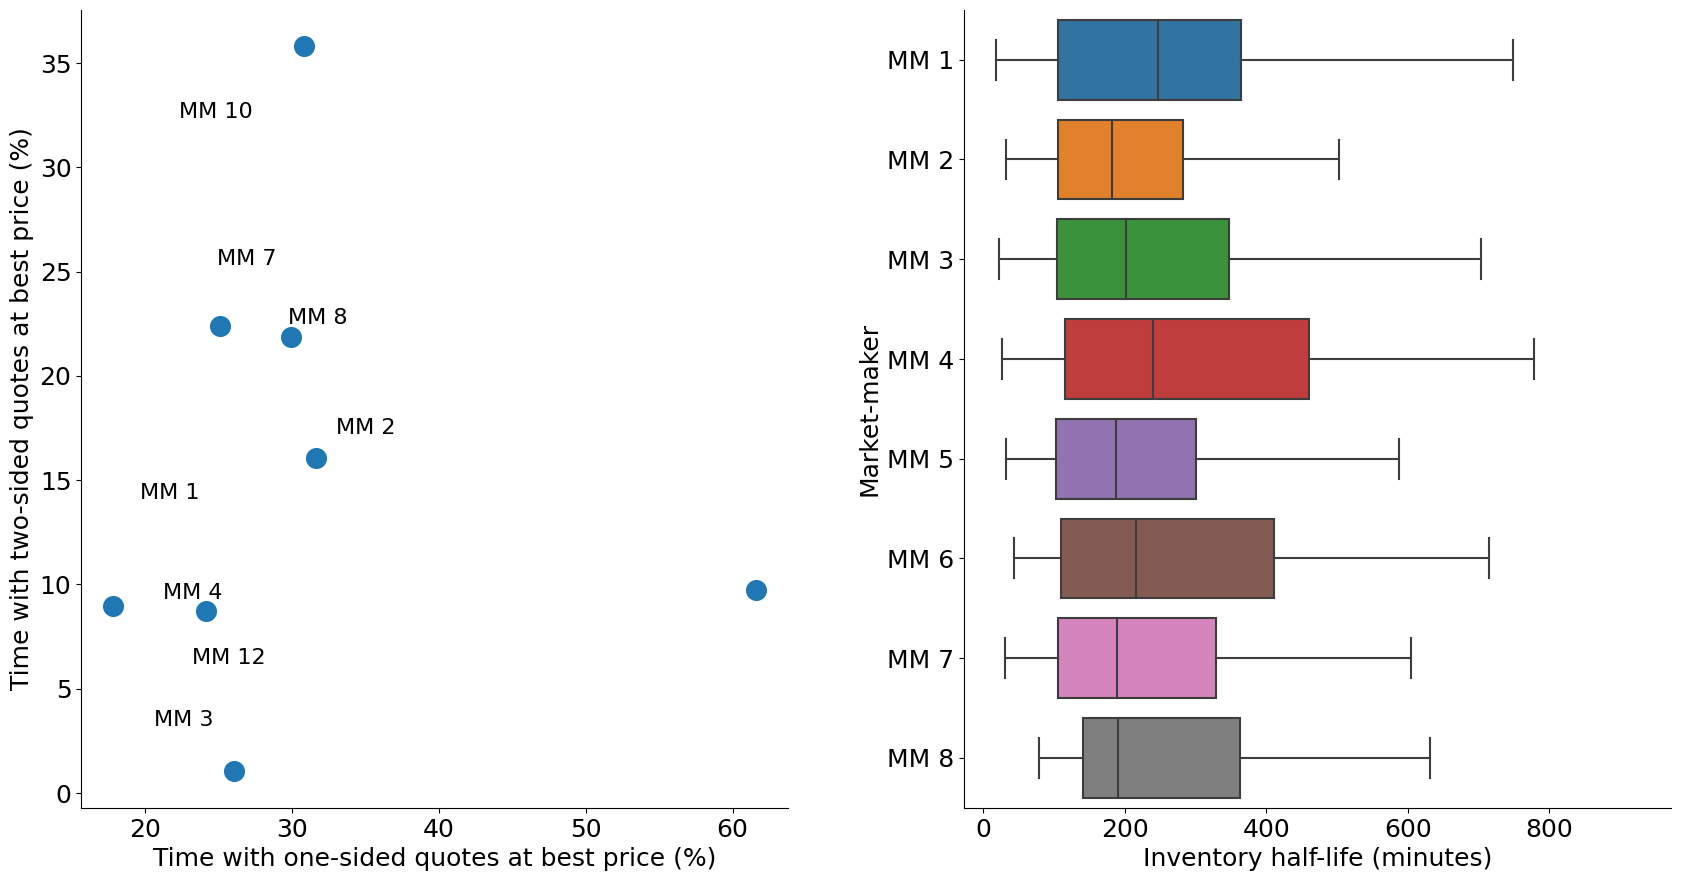 35
30
25
20
15
10
5
0
Time with two-sided quotes at best price (%)
MM 10
MM 7
MM 8
MM 2
MM 1
MM 4
MM 12
MM 3
20
30
40
50
60
Time with one-sided quotes at best price (%)
Market-maker
MM 1
MM 2
MM 3
MM 4
MM 5
MM 6
MM 7
MM 8
0
200
400
600
800
Inventory half-life (minutes)